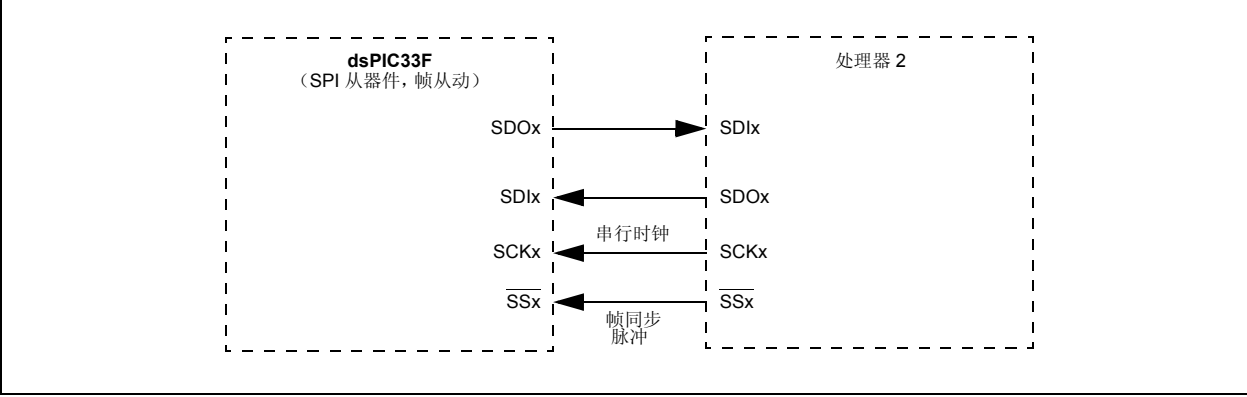 dsPIC33F
（SPI 从器件，帧从动）
处理器 2
SDOx
SDIx
SDIx
SDOx
串行时钟
SCKx
SCKx
SSx
SSx
帧同步
脉冲